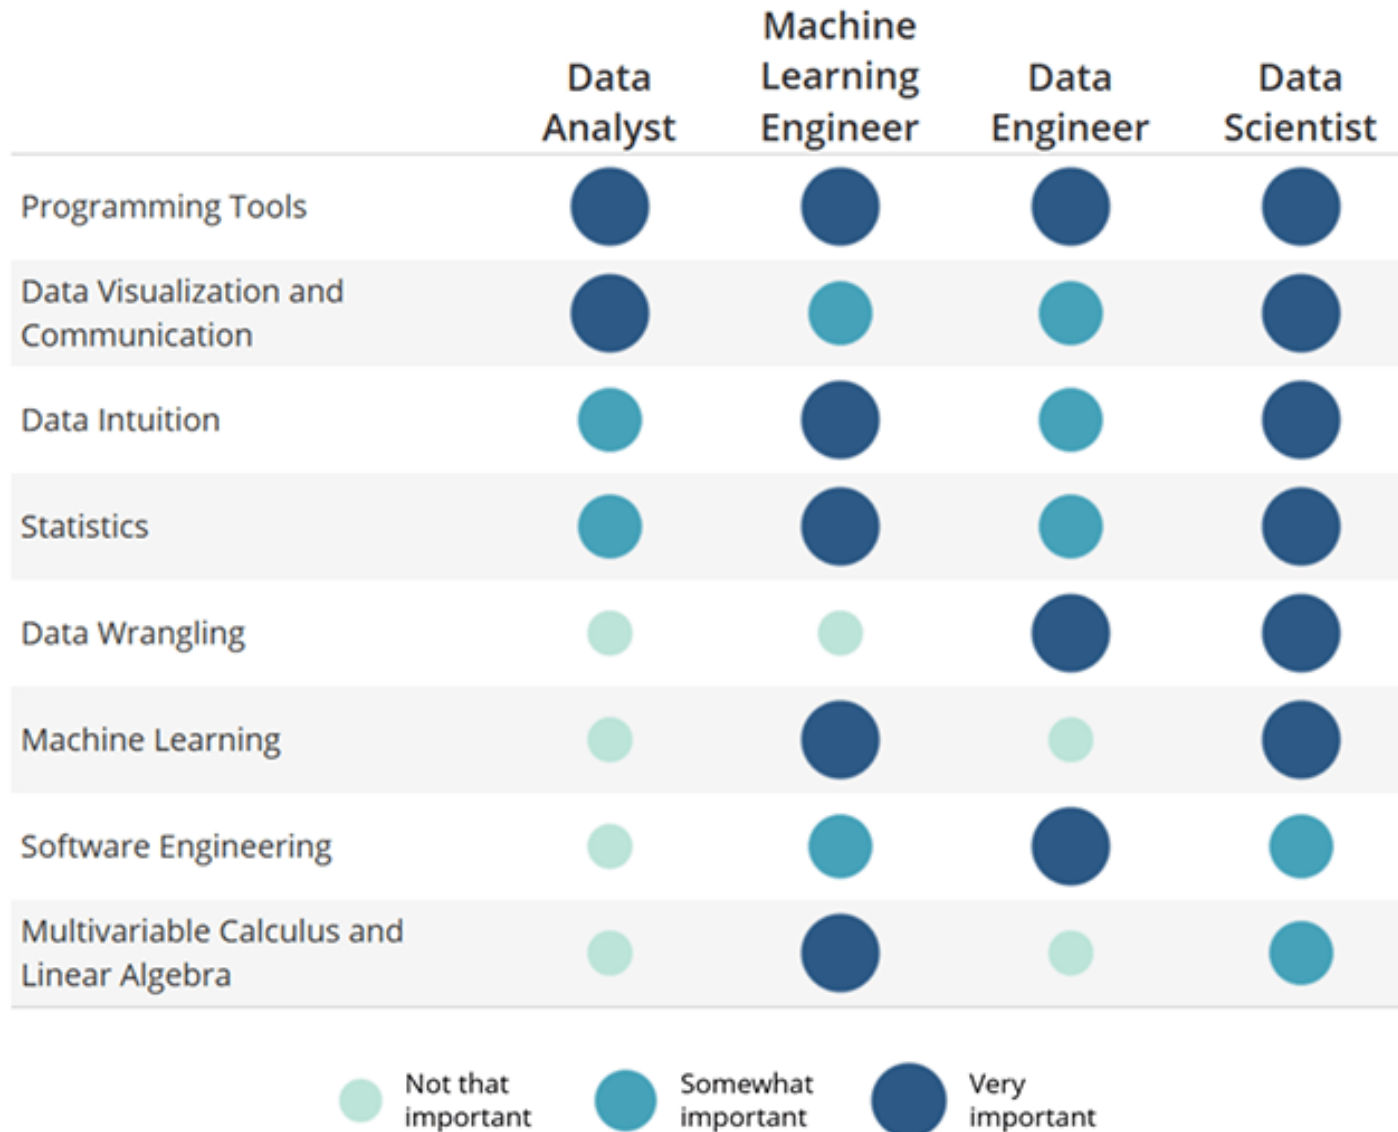 Data Analyst
Machine Learning Engineer
Data Engineer
Data Scientist
Programming Tools
Data Visualization and
Communication
Data Intuition
Statistics
Data Wrangling
Machine Learning
Software Engineering
Multivariable Calculus and
Linear Algebra
Not that
important
Somewhat
important
Very
important